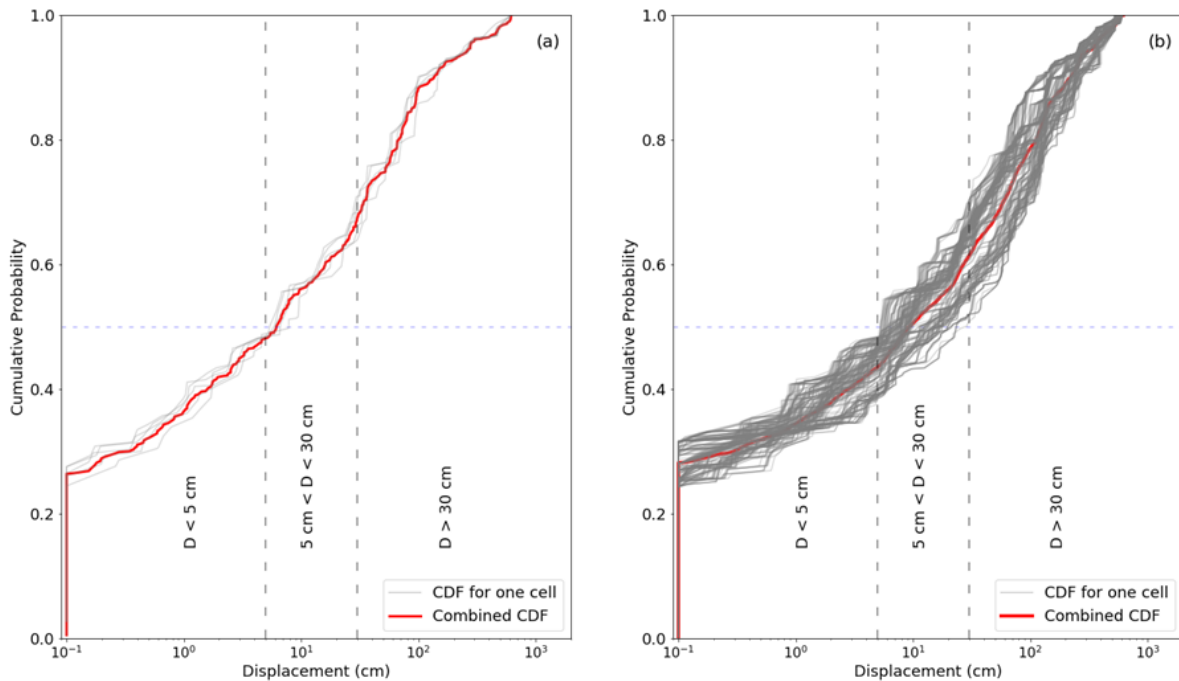 (a)
1.0
0.8
0.6
0.4
0.2
0.0
Cumulative Probability
D < 5 cm
5 cm < D < 30 cm
D > 30 cm
CDF for one cell
Combined CDF
10⁻¹ 10⁰ 10¹ 10² 10³
Displacement (cm)
(b)
1.0
0.8
0.6
0.4
0.2
0.0
Cumulative Probability
D < 5 cm
5 cm < D < 30 cm
D > 30 cm
CDF for one cell
Combined CDF
10⁻¹ 10⁰ 10¹ 10² 10³
Displacement (cm)